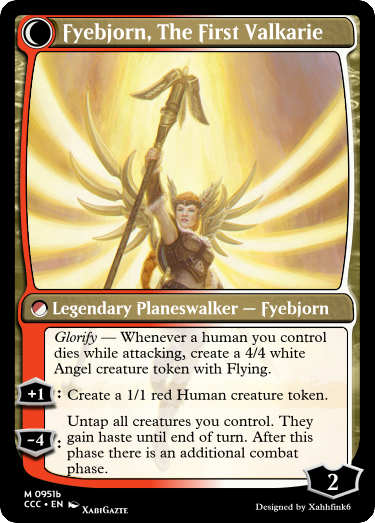 Fyebjorn, The First Valkarie
Legendary Planeswalker — Fyebjorn
Glorify — Whenever a human you control
dies while attacking, create a 4/4 white
Angel creature token with Flying.
+1 : Create a 1/1 red Human creature token.
Untap all creatures you control. They
-4 : gain haste until end of turn. After this
phase there is an additional combat
phase.
2
M 0951b
CCC • EN XabiGazte
Designed by Xahhfink6